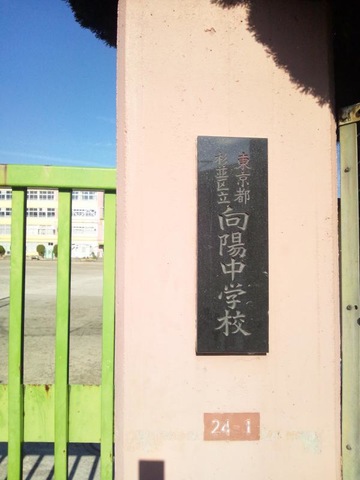 東京都
杉並区立
向陽中学校
24-1